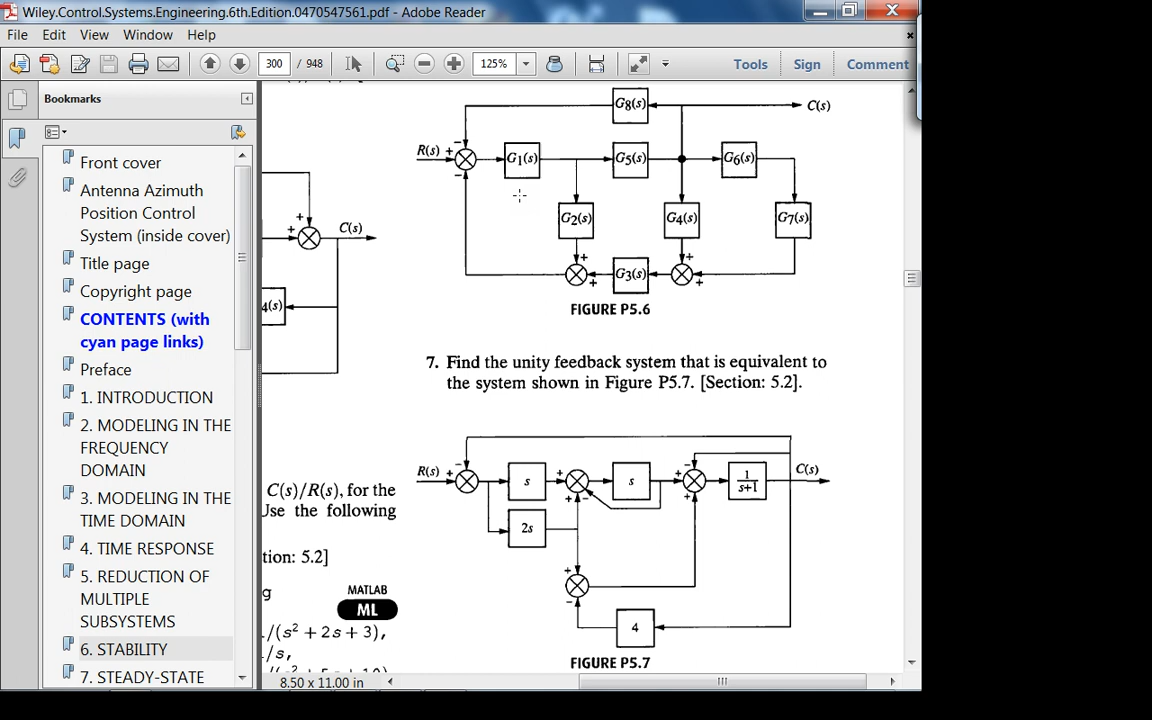 Wiley.Control.Systems.Engineering.6th.Edition.0470547561.pdf - Adobe Reader
File Edit View Window Help
300 / 948 125% Tools Sign Comment
Bookmarks
Front cover
Antenna Azimuth
Position Control
System (inside cover)
Title page
Copyright page
CONTENTS (with
cyan page links)
Preface
1. INTRODUCTION
2. MODELING IN THE
FREQUENCY
DOMAIN
3. MODELING IN THE
TIME DOMAIN
4. TIME RESPONSE
5. REDUCTION OF
MULTIPLE
SUBSYSTEMS
6. STABILITY
7. STEADY-STATE
+
+ C(s)
4(s)
C(s)/R(s), for the
Use the following
tion: 5.2]
MATLAB
ML
./(s² + 2s + 3),
./s,
G8(s) C(s)
R(s) + − G1(s) G5(s) G6(s)
−
G2(s) G4(s) G7(s)
+ +
+ G3(s) +
FIGURE P5.6
7. Find the unity feedback system that is equivalent to
the system shown in Figure P5.7. [Section: 5.2].
− −
R(s) + s + s + 1/s+1 C(s)
+ − +
2s
+
−
4
FIGURE P5.7
8.50 x 11.00 in